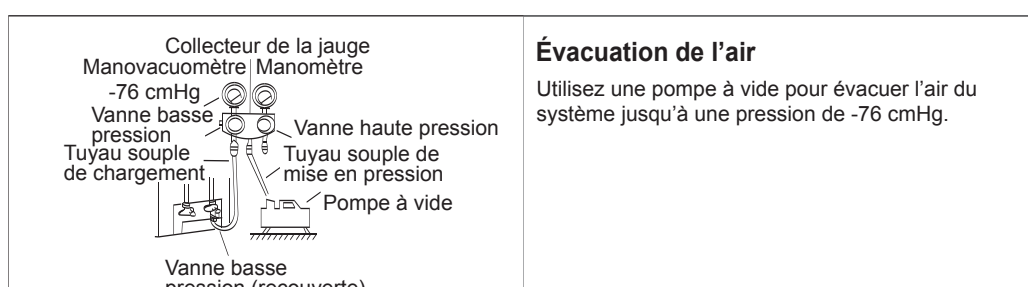 Collecteur de la jauge
Manovacuomètre Manomètre
-76 cmHg
Vanne basse
pression
Vanne haute pression
Tuyau souple
de chargement
Tuyau souple de
mise en pression
Pompe à vide
Vanne basse
pression (recouverte)
Évacuation de l’air
Utilisez une pompe à vide pour évacuer l’air du
système jusqu’à une pression de -76 cmHg.